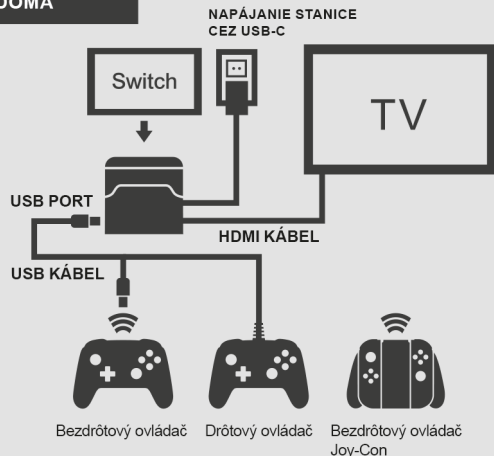 DOMA
NAPÁJANIE STANICE
CEZ USB-C
Switch
TV
USB PORT
HDMI KÁBEL
USB KÁBEL
Bezdrôtový ovládač
Drôtový ovládač
Bezdrôtový ovládač
Joy-Con